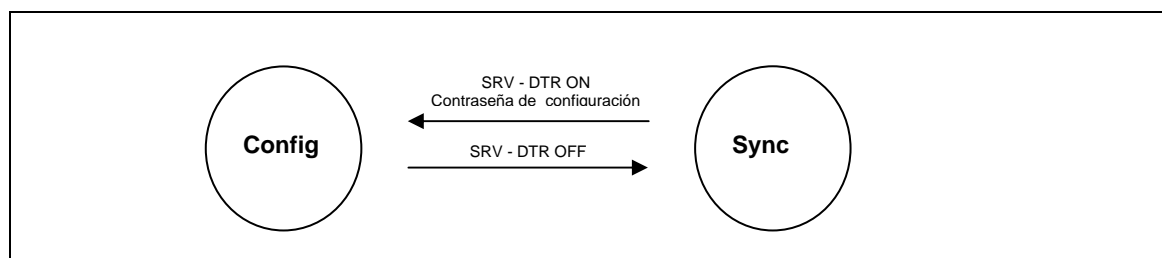 SRV - DTR ON
Contraseña de configuración
Config
Sync
SRV - DTR OFF